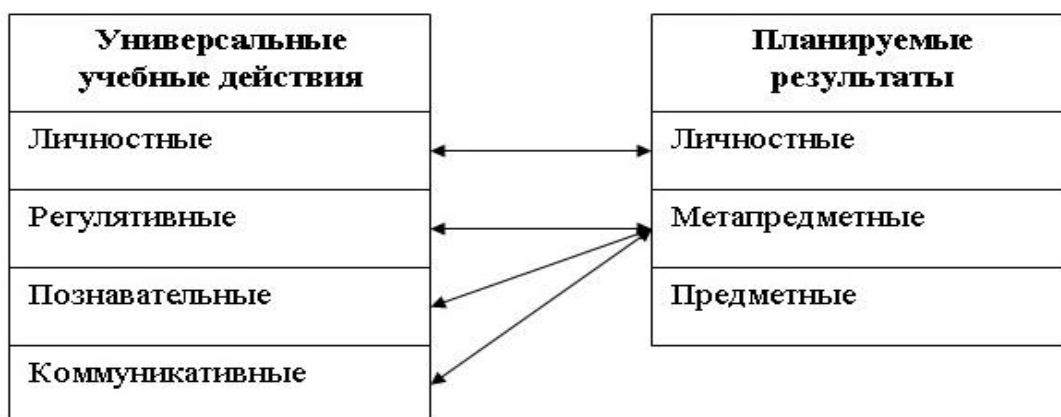 Универсальные
учебные действия
Личностные
Регулятивные
Познавательные
Коммуникативные
Планируемые
результаты
Личностные
Метапредметные
Предметные